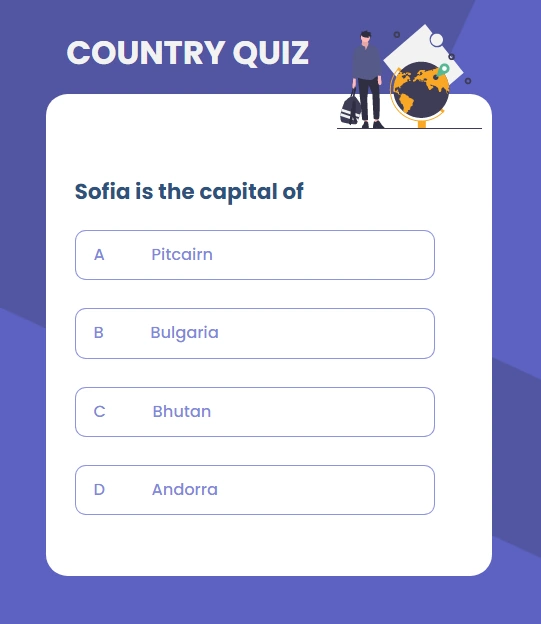 COUNTRY QUIZ
Sofia is the capital of
A Pitcairn
B Bulgaria
C Bhutan
D Andorra